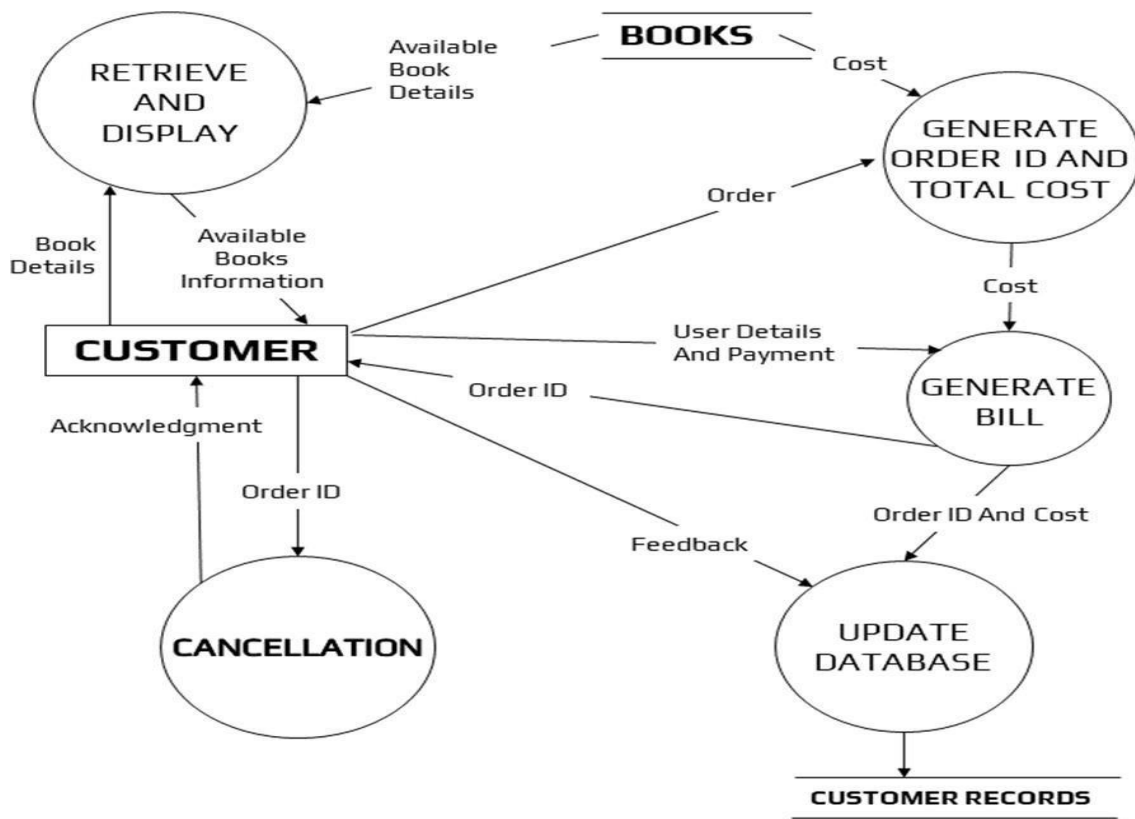 BOOKS
Available
Book
Details
Cost
RETRIEVE
AND
DISPLAY
GENERATE
ORDER ID AND
TOTAL COST
Order
Book
Details
Available
Books
Information
Cost
CUSTOMER
User Details
And Payment
Order ID
GENERATE
BILL
Acknowledgment
Order ID
Order ID And Cost
Feedback
CANCELLATION
UPDATE
DATABASE
CUSTOMER RECORDS